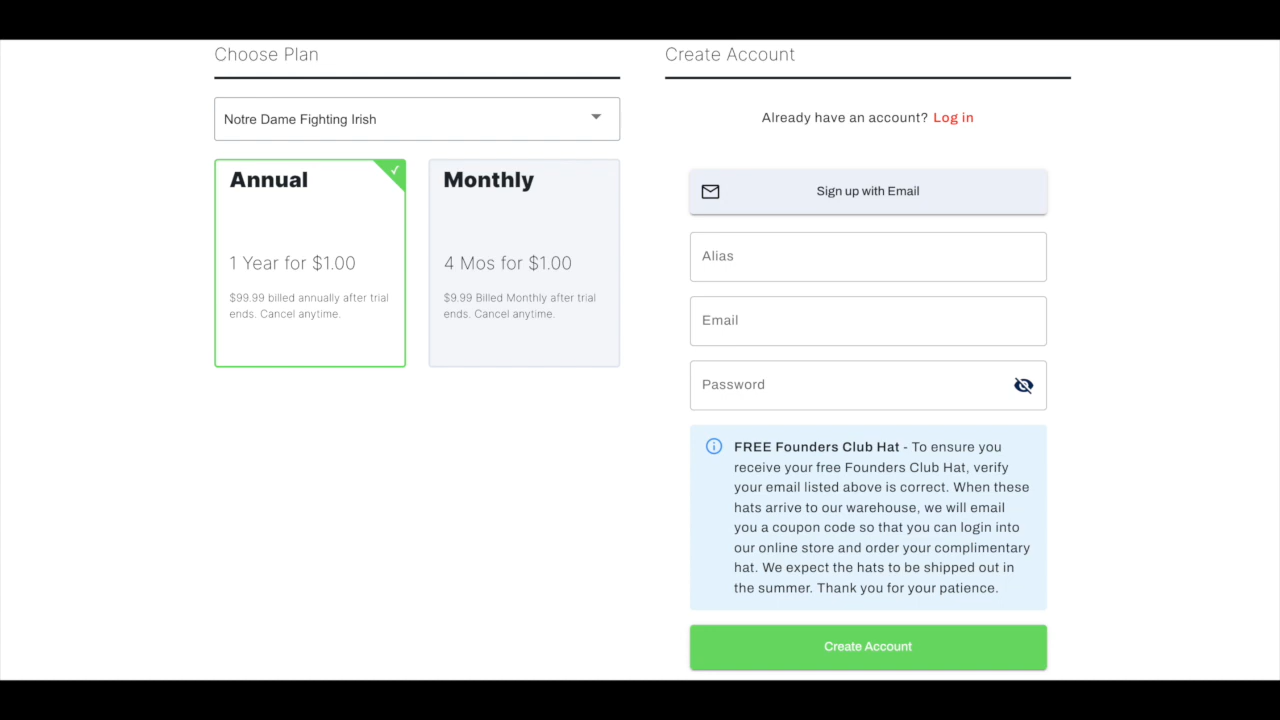 Choose Plan
Notre Dame Fighting Irish
Annual
1 Year for $1.00
$99.99 billed annually after trial
ends. Cancel anytime.
Monthly
4 Mos for $1.00
$9.99 Billed Monthly after trial
ends. Cancel anytime.
Create Account
Already have an account? Log in
Sign up with Email
Alias
Email
Password
FREE Founders Club Hat - To ensure you
receive your free Founders Club Hat, verify
your email listed above is correct. When these
hats arrive to our warehouse, we will email
you a coupon code so that you can login into
our online store and order your complimentary
hat. We expect the hats to be shipped out in
the summer. Thank you for your patience.
Create Account